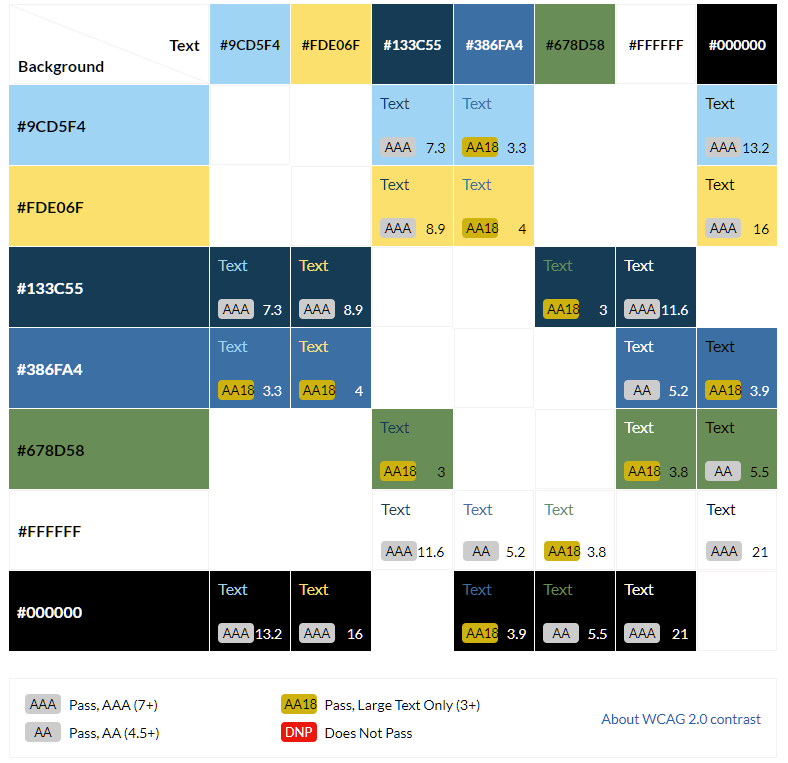 Text #9CD5F4 #FDE06F #133C55 #386FA4 #678D58 #FFFFFF #000000
Background
#9CD5F4 Text AAA 7.3 Text AA18 3.3 Text AAA 13.2
#FDE06F Text AAA 8.9 Text AA18 4 Text AAA 16
#133C55 Text AAA 7.3 Text AAA 8.9 Text AA18 3 Text AAA 11.6
#386FA4 Text AA18 3.3 Text AA18 4 Text AA 5.2 Text AA18 3.9
#678D58 Text AA18 3 Text AA18 3.8 Text AA 5.5
#FFFFFF Text AAA 11.6 Text AA 5.2 Text AA18 3.8 Text AAA 21
#000000 Text AAA 13.2 Text AAA 16 Text AA18 3.9 Text AA 5.5 Text AAA 21
AAA Pass, AAA (7+) AA18 Pass, Large Text Only (3+)
About WCAG 2.0 contrast
AA Pass, AA (4.5+) DNP Does Not Pass